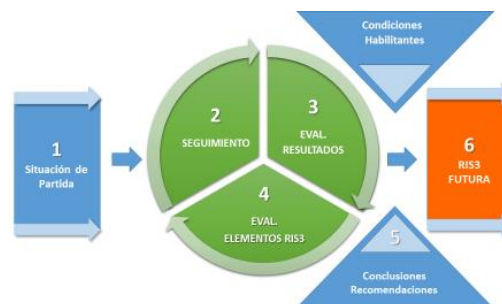 Condiciones
Habilitantes
1
Situación de
Partida
2
SEGUIMIENTO
3
EVAL.
RESULTADOS
4
EVAL.
ELEMENTOS RIS3
6
RIS3
FUTURA
5
Conclusiones
Recomendaciones